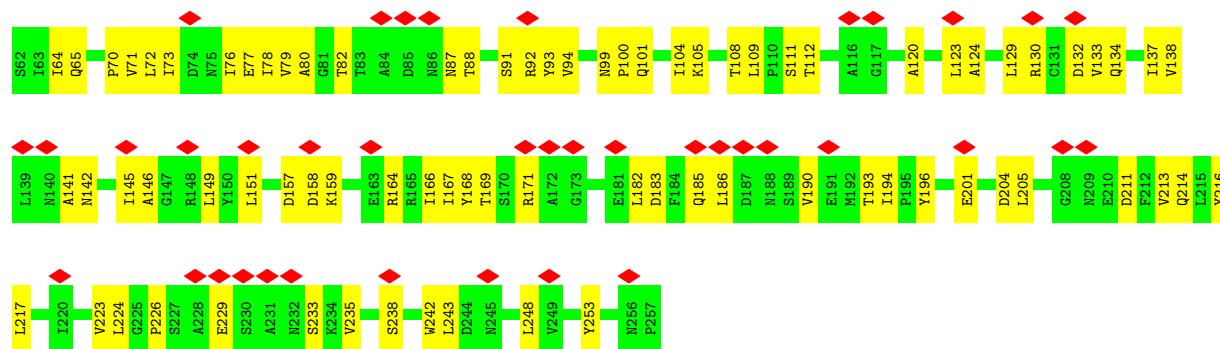 S62 I63 I64 Q65 P70 V71 L72 I73 D74 N75 I76 E77 I78 V79 A80 G81 T82 T83 A84 D85 N86 N87 T88 S91 R92 Y93 V94 N99 P100 Q101 I104 K105 T108 L109 P110 S111 T112 A116 G117 A120 L123 A124 L129 R130 C131 D132 V133 Q134 I137 V138
L139 N140 A141 N142 I145 A146 G147 R148 L149 Y150 L151 D157 D158 K159 E163 R164 R165 I166 I167 Y168 T169 S170 R171 A172 G173 E181 L182 D183 F184 Q185 L186 D187 N188 S189 V190 E191 M192 T193 I194 P195 Y196 E201 D204 L205 G208 N209 E210 D211 F212 V213 Q214 L215 Y216
L217 I220 V223 L224 G225 P226 S227 A228 E229 S230 A231 N232 S233 K234 V235 S238 W242 L243 D244 N245 L248 V249 Y253 N256 P257